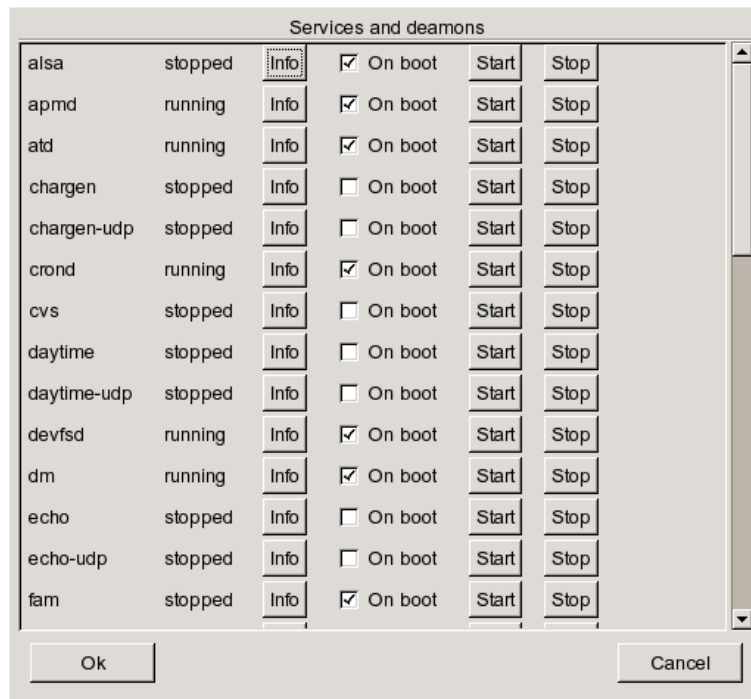 Services and deamons
alsa stopped Info On boot Start Stop
apmd running Info On boot Start Stop
atd running Info On boot Start Stop
chargen stopped Info On boot Start Stop
chargen-udp stopped Info On boot Start Stop
crond running Info On boot Start Stop
cvs stopped Info On boot Start Stop
daytime stopped Info On boot Start Stop
daytime-udp stopped Info On boot Start Stop
devfsd running Info On boot Start Stop
dm running Info On boot Start Stop
echo stopped Info On boot Start Stop
echo-udp stopped Info On boot Start Stop
fam stopped Info On boot Start Stop
Ok Cancel